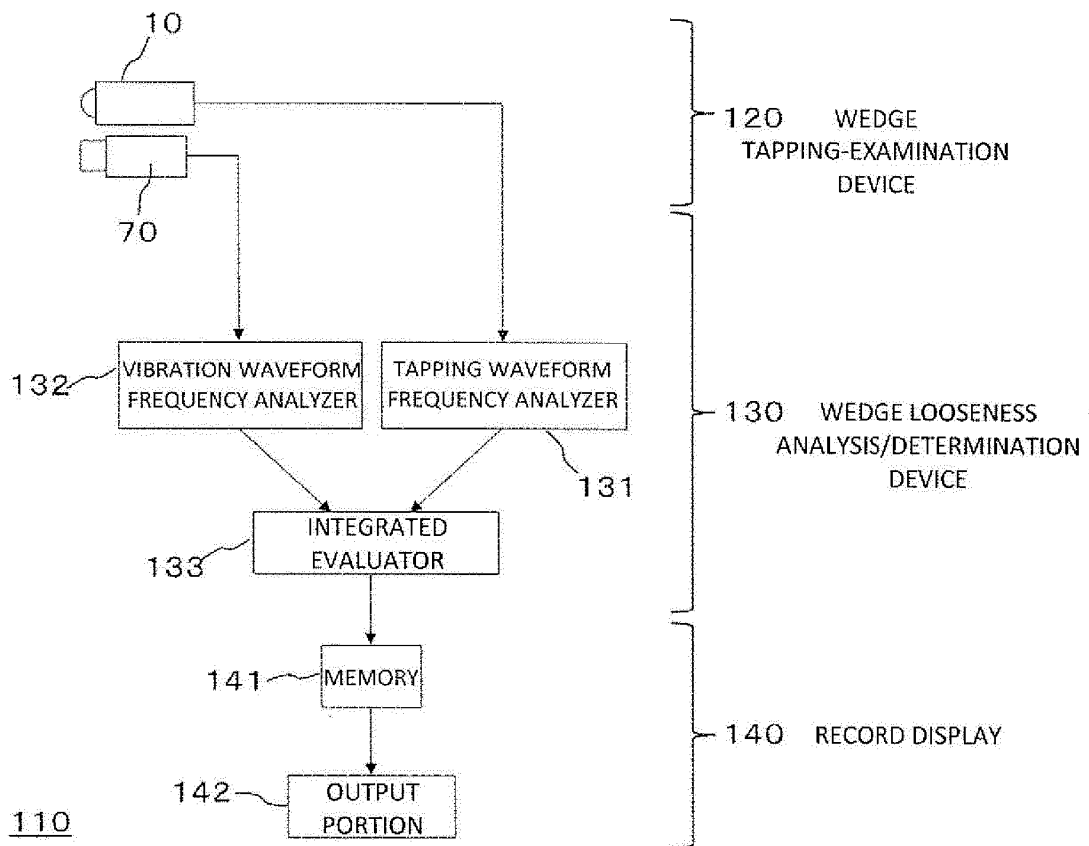 10
120 WEDGE
TAPPING-EXAMINATION
DEVICE
70
132
VIBRATION WAVEFORM
FREQUENCY ANALYZER
TAPPING WAVEFORM
FREQUENCY ANALYZER
131
130 WEDGE LOOSENESS
ANALYSIS/DETERMINATION
DEVICE
133
INTEGRATED
EVALUATOR
141
MEMORY
140 RECORD DISPLAY
142
OUTPUT
PORTION
110